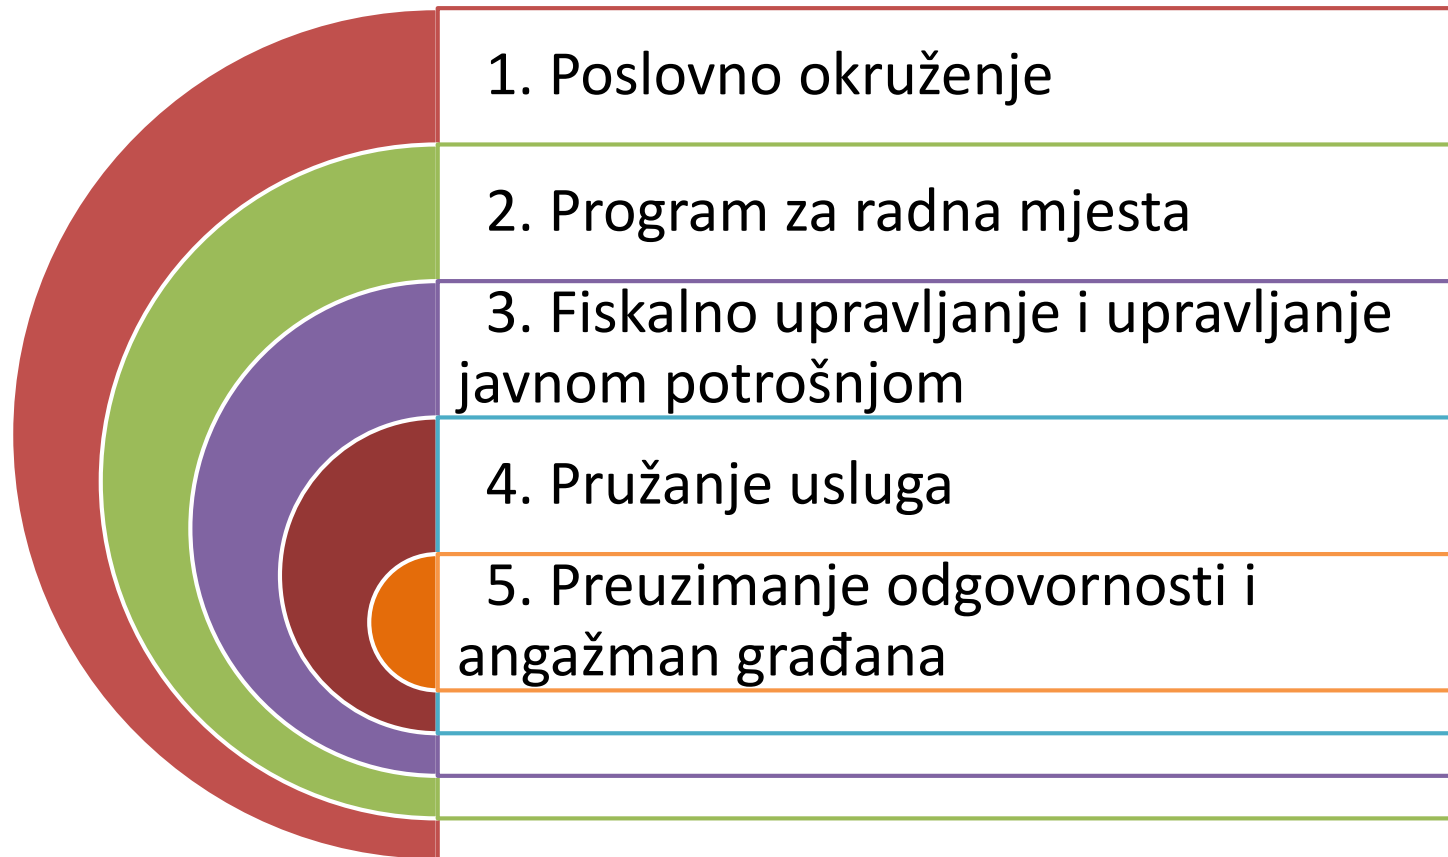 1. Poslovno okruženje
2. Program za radna mjesta
3. Fiskalno upravljanje i upravljanje
javnom potrošnjom
4. Pružanje usluga
5. Preuzimanje odgovornosti i
angažman građana